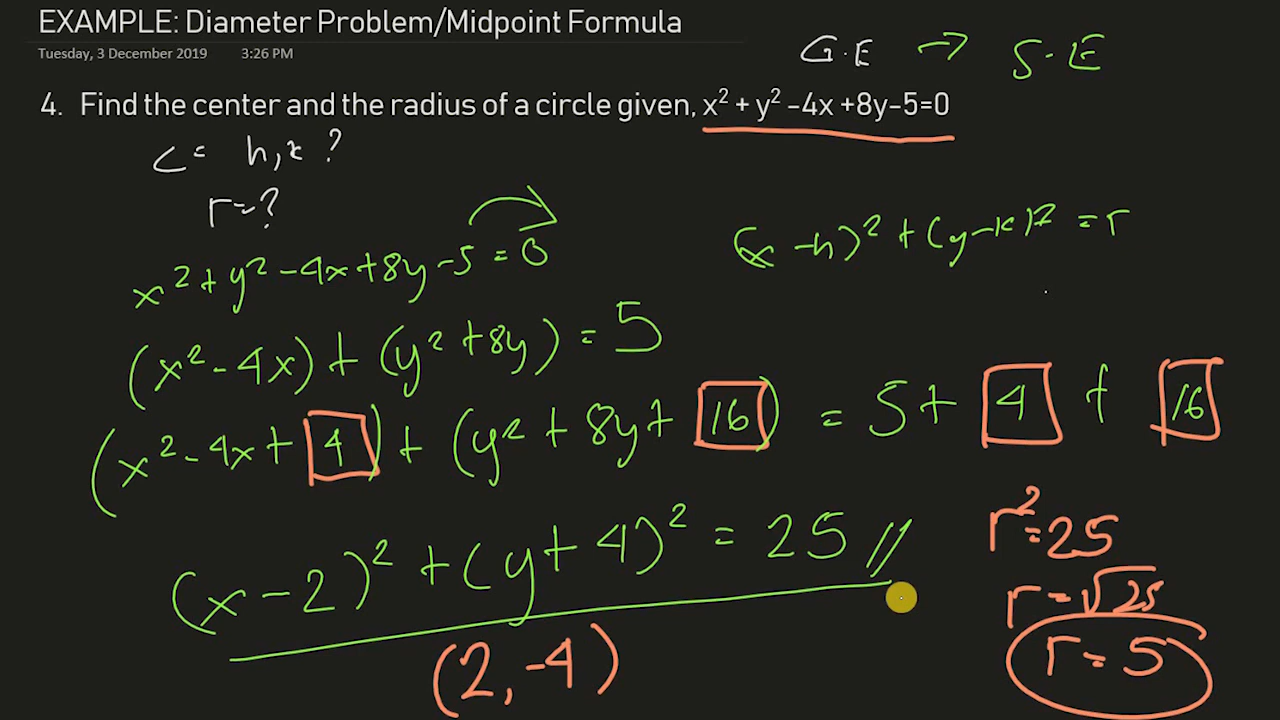 EXAMPLE: Diameter Problem/Midpoint Formula
Tuesday, 3 December 2019 3:26 PM
G.E → S.E
4. Find the center and the radius of a circle given, x² + y² -4x +8y-5=0
C= h,k ?
r=?
(x-h)² + (y-k)² = r
x² + y² - 4x + 8y - 5 = 0
(x² - 4x) + (y² + 8y) = 5
(x² - 4x + 4) + (y² + 8y + 16) = 5 + 4 + 16
(x - 2)² + (y + 4)² = 25 //
r² = 25
r = √25
r = 5
(2, -4)